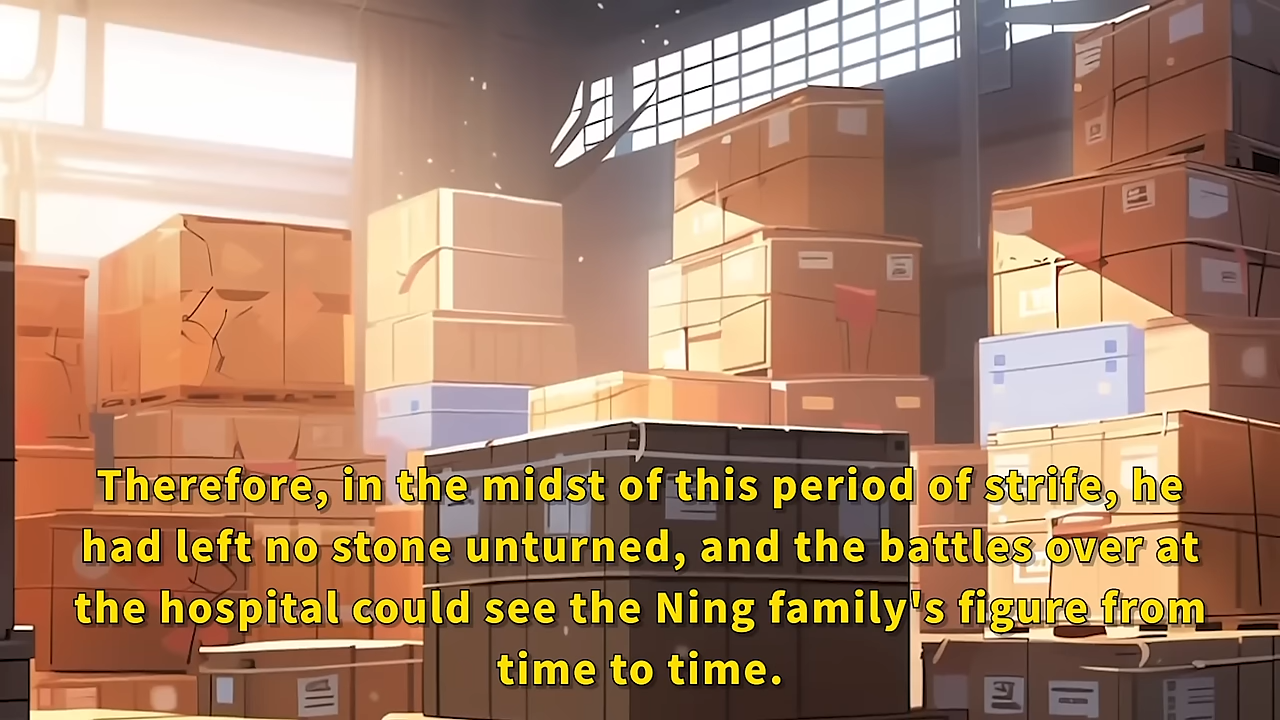 Therefore, in the midst of this period of strife, he
had left no stone unturned, and the battles over at
the hospital could see the Ning family's figure from
time to time.